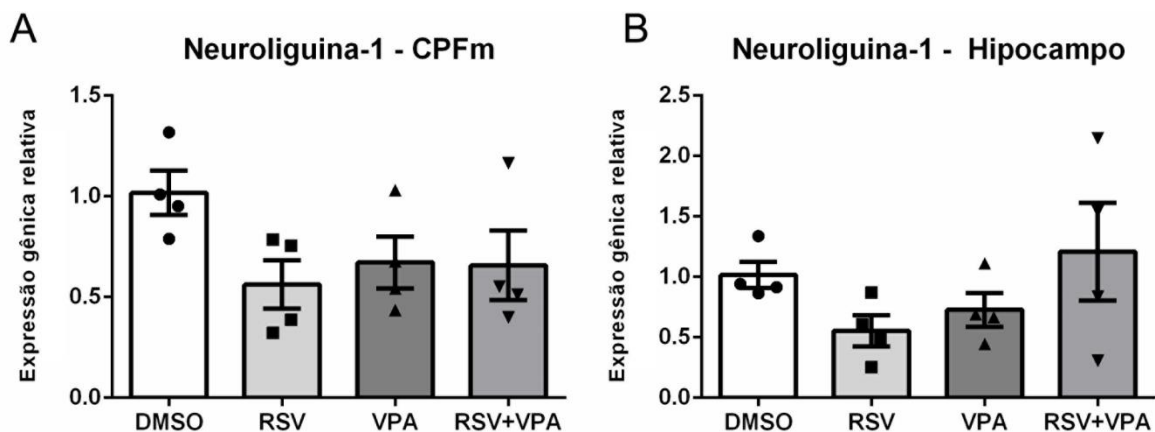 A
Neuroliguina-1 - CPFm
Expressão gênica relativa
1.5
1.0
0.5
0.0
DMSO RSV VPA RSV+VPA
B
Neuroliguina-1 - Hipocampo
Expressão gênica relativa
2.5
2.0
1.5
1.0
0.5
0.0
DMSO RSV VPA RSV+VPA